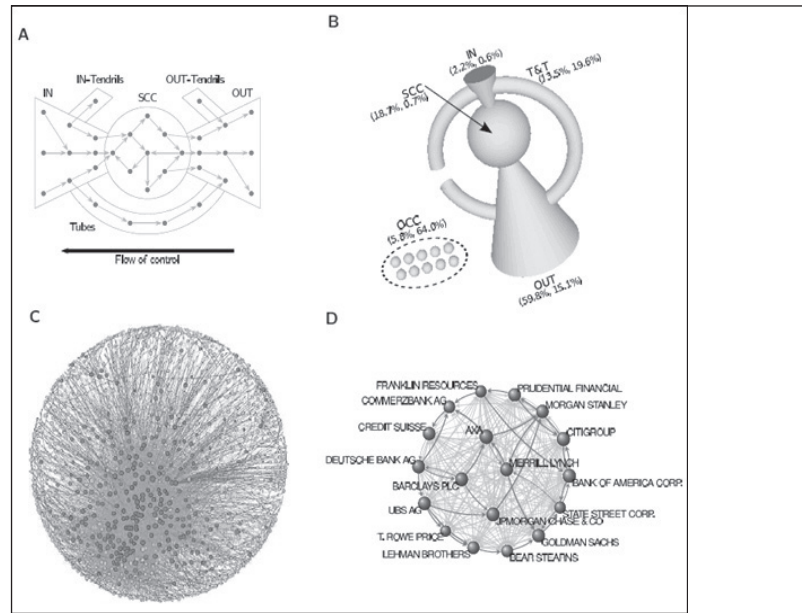 A
IN-Tendrils OUT-Tendrils
IN SCC OUT
Tubes
Flow of control
B
IN
(2.2%, 0.6%)
T&T
(13.5%, 19.6%)
SCC
(18.7%, 0.7%)
OCC
(5.8%, 64.0%)
OUT
(59.8%, 15.1%)
C
D
FRANKLIN RESOURCES
PRUDENTIAL FINANCIAL
COMMERZBANK AG
MORGAN STANLEY
CREDIT SUISSE
AXA
CITIGROUP
DEUTSCHE BANK AG
MERRILL LYNCH
BARCLAYS PLC
BANK OF AMERICA CORP.
UBS AG
STATE STREET CORP.
JPMORGAN CHASE & CO
T. ROWE PRICE
GOLDMAN SACHS
LEHMAN BROTHERS
BEAR STEARNS